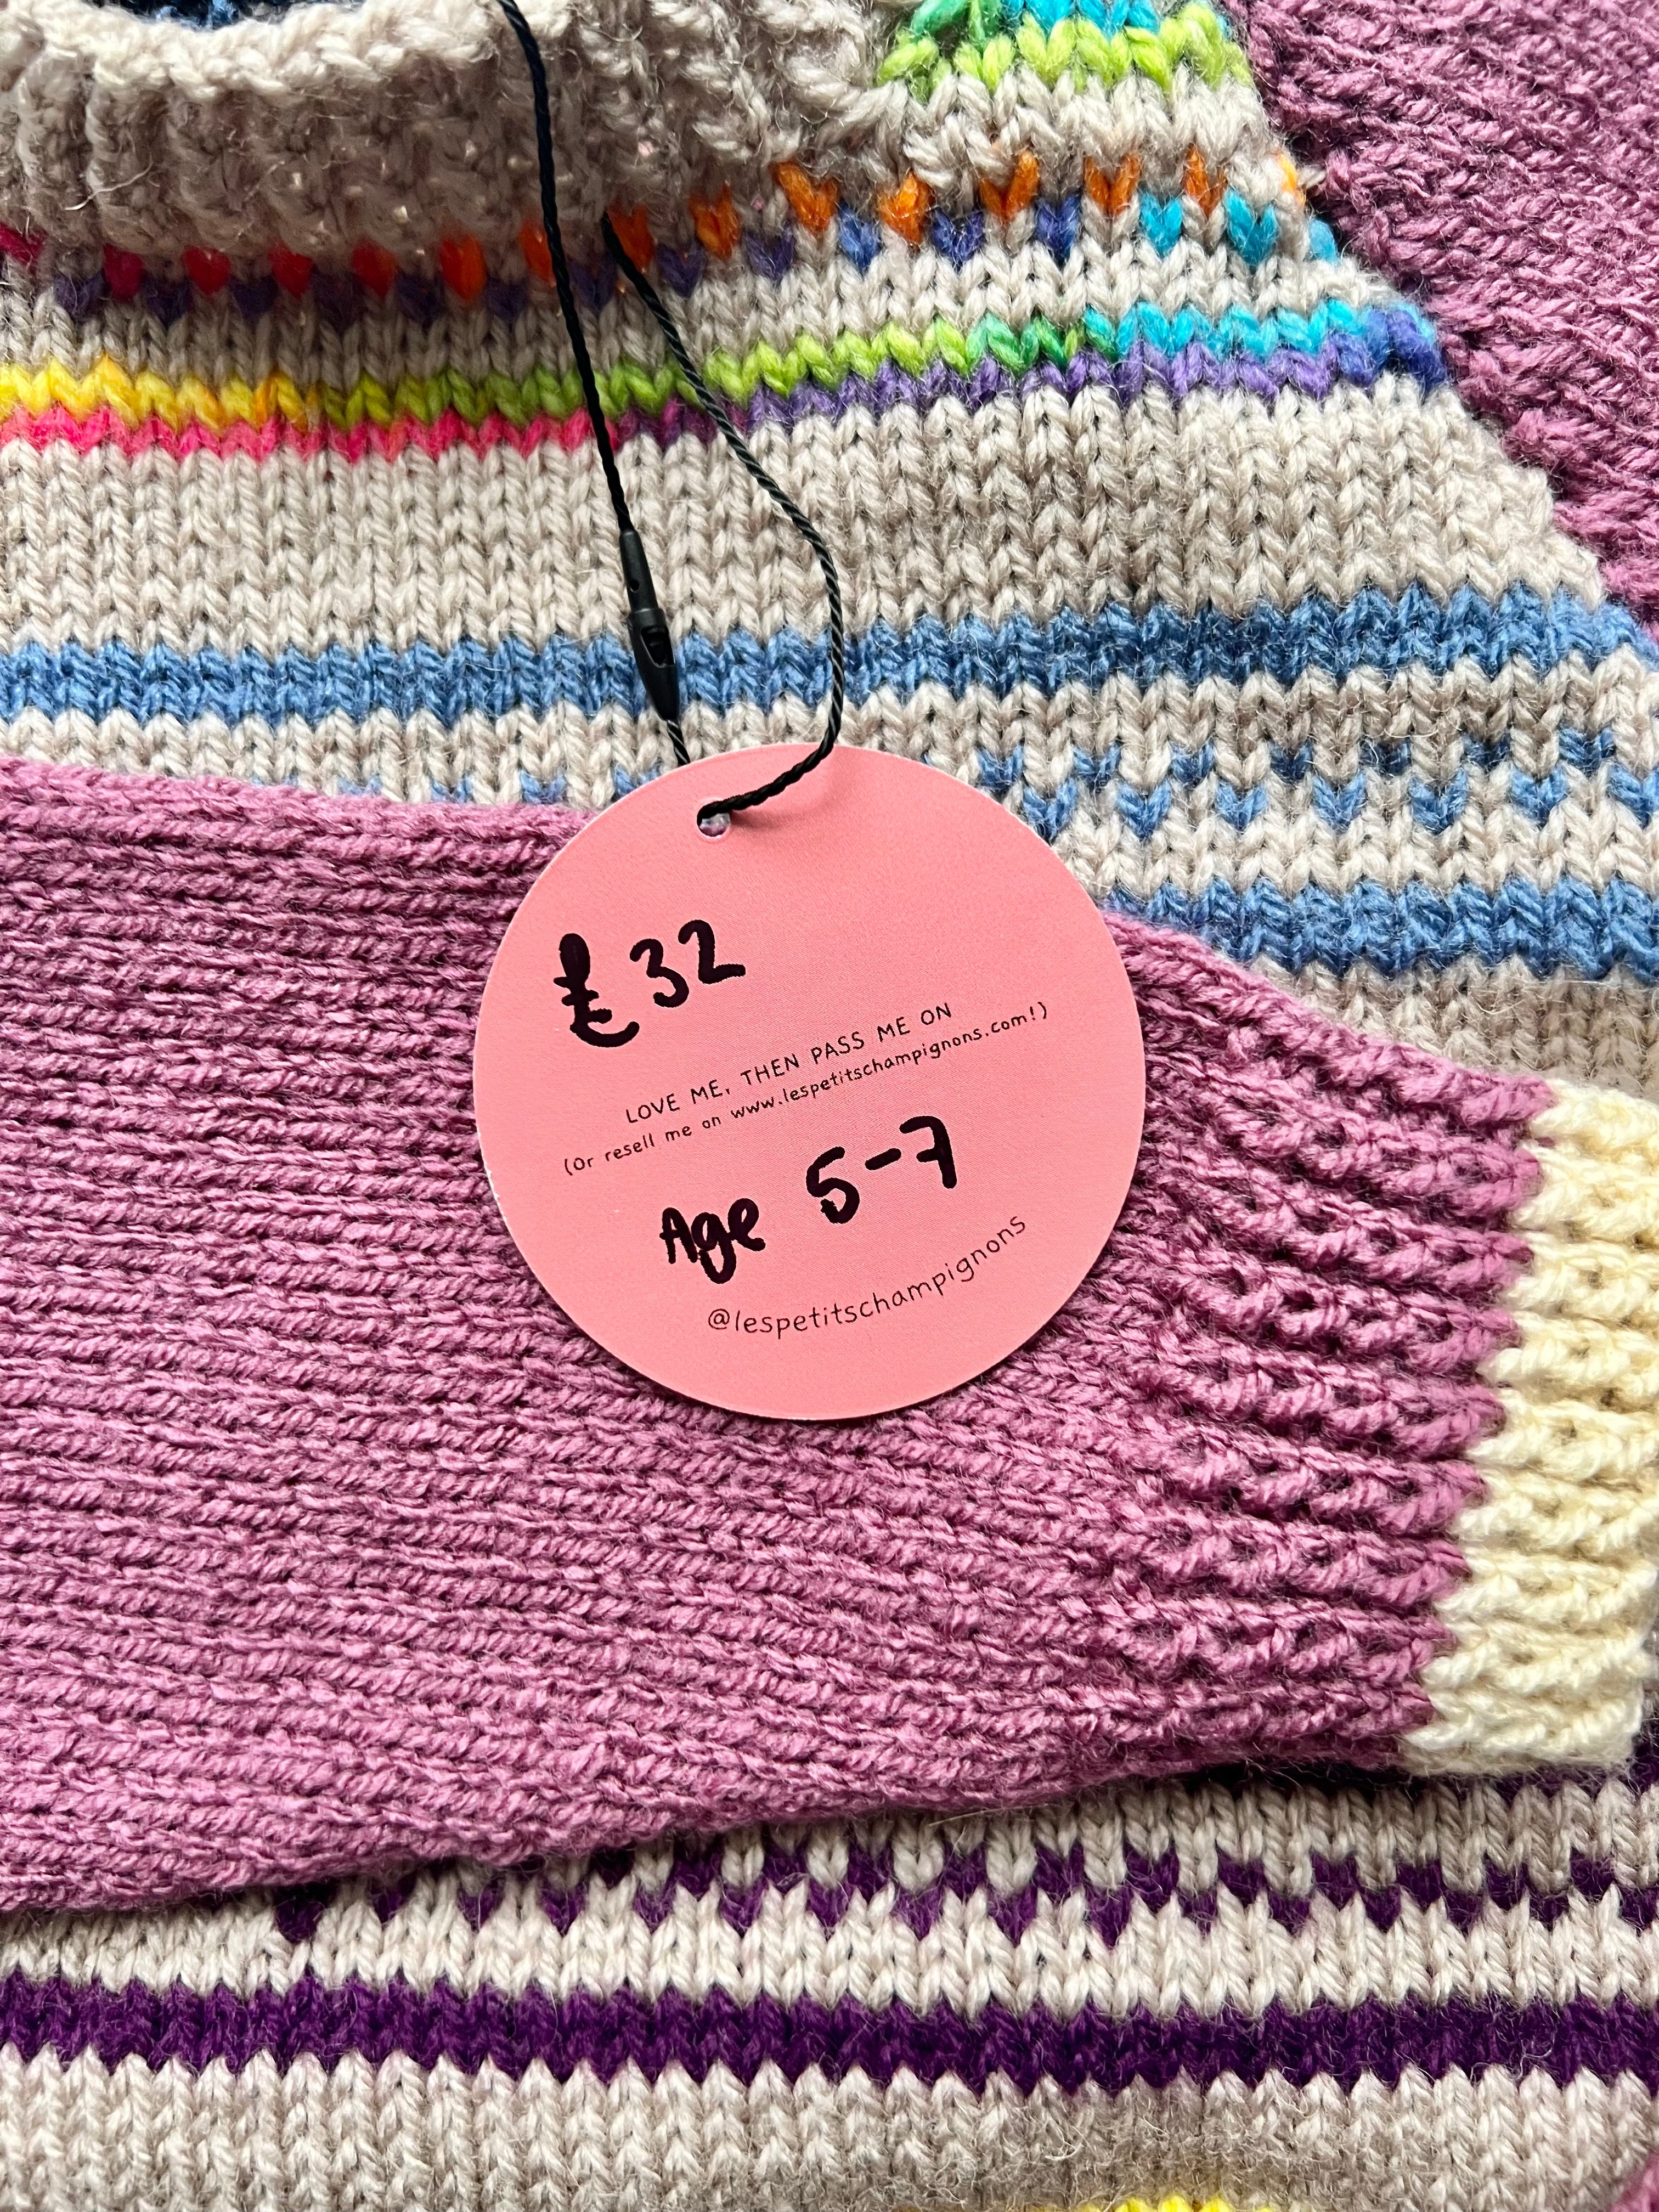 £32
LOVE ME, THEN PASS ME ON
(Or resell me on www.lespetitschampignons.com!)
Age 5-7
@lespetitschampignons